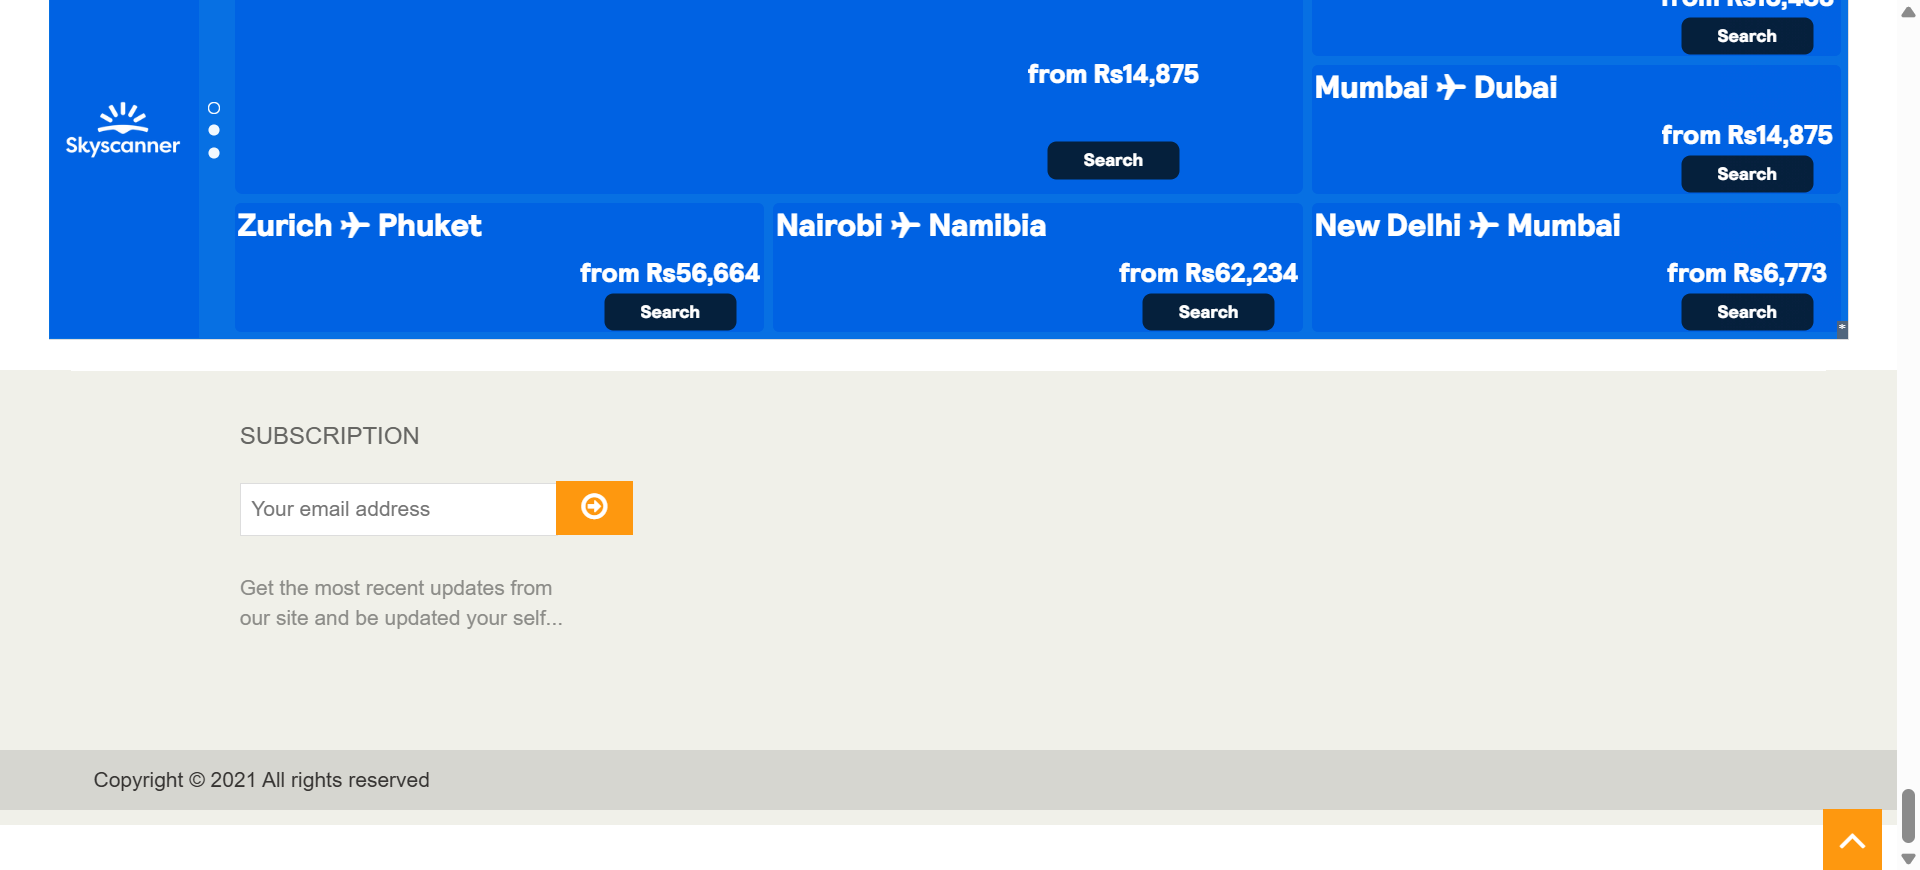 Skyscanner
from Rs14,875
Search
Search
Mumbai Dubai
from Rs14,875
Search
Zurich Phuket
from Rs56,664
Search
Nairobi Namibia
from Rs62,234
Search
New Delhi Mumbai
from Rs6,773
Search
*
SUBSCRIPTION
Your email address
Get the most recent updates from
our site and be updated your self...
Copyright © 2021 All rights reserved